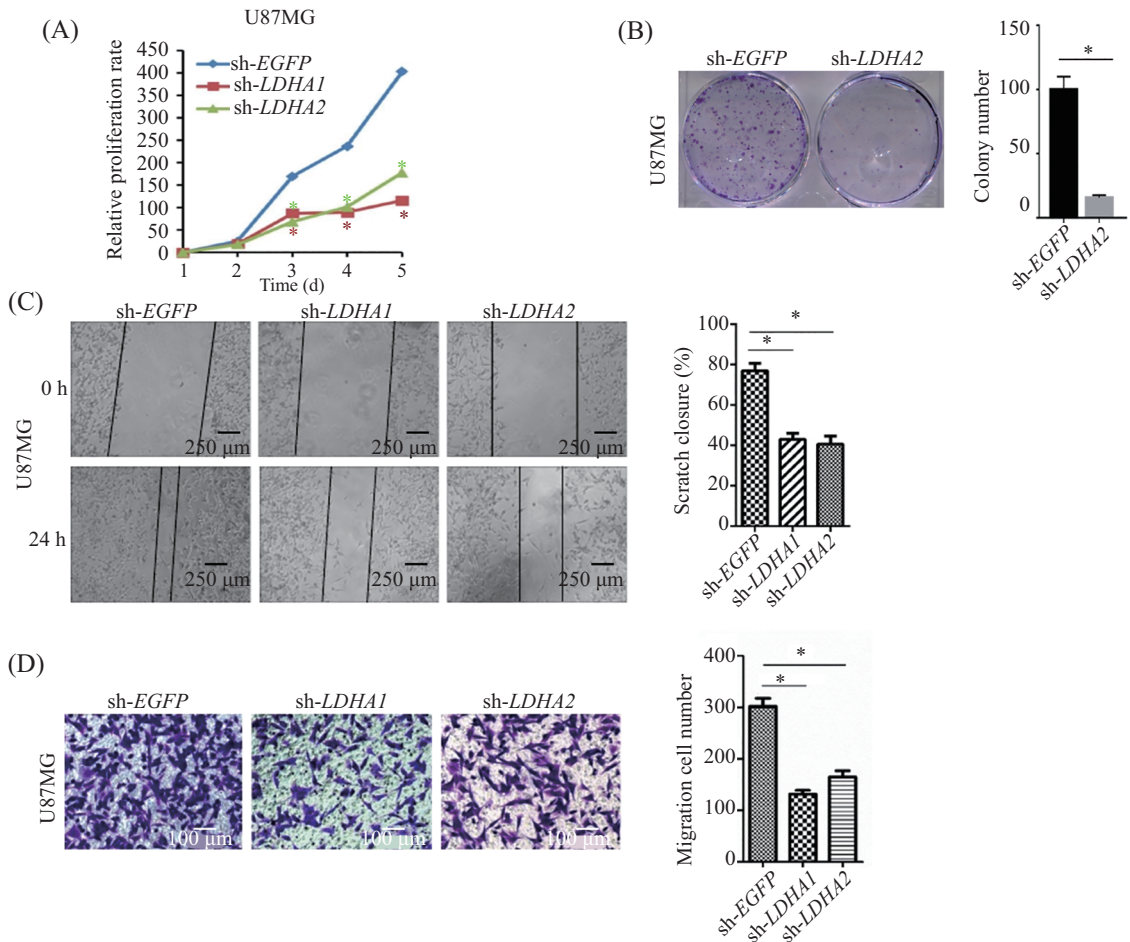 (A)
U87MG
Relative proliferation rate
450
400
350
300
250
200
150
100
50
0
sh-EGFP
sh-LDHA1
sh-LDHA2
*
*
*
*
*
*
1
2
3
4
5
Time (d)
(B)
sh-EGFP
sh-LDHA2
U87MG
Colony number
150
100
50
0
*
sh-EGFP
sh-LDHA2
(C)
sh-EGFP
sh-LDHA1
sh-LDHA2
U87MG
0 h
250 μm
250 μm
250 μm
24 h
250 μm
250 μm
250 μm
Scratch closure (%)
80
60
40
20
0
*
*
sh-EGFP
sh-LDHA1
sh-LDHA2
(D)
sh-EGFP
sh-LDHA1
sh-LDHA2
U87MG
100 μm
100 μm
100 μm
Migration cell number
400
300
200
100
0
*
*
sh-EGFP
sh-LDHA1
sh-LDHA2